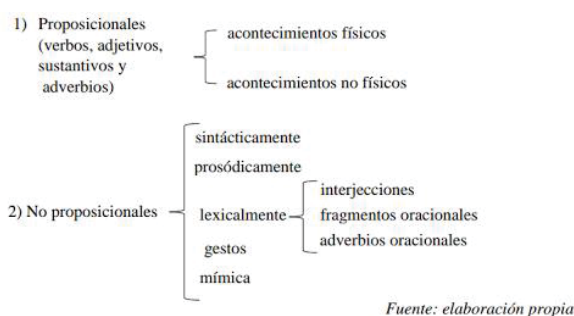 1) Proposicionales
(verbos, adjetivos,
sustantivos y
adverbios)
acontecimientos físicos
acontecimientos no físicos
2) No proposicionales
sintácticamente
prosódicamente
lexicalmente
interjecciones
fragmentos oracionales
adverbios oracionales
gestos
mímica
Fuente: elaboración propia